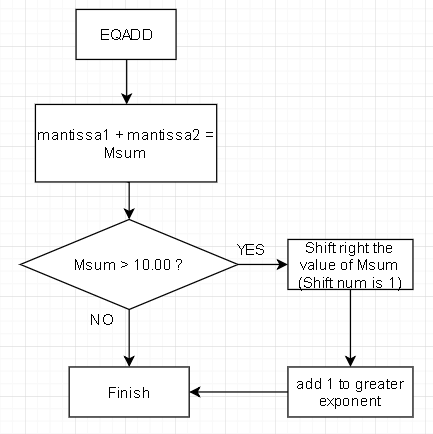 EQADD
mantissa1 + mantissa2 =
Msum
Msum > 10.00 ?
YES
Shift right the
value of Msum
(Shift num is 1)
NO
Finish
add 1 to greater
exponent